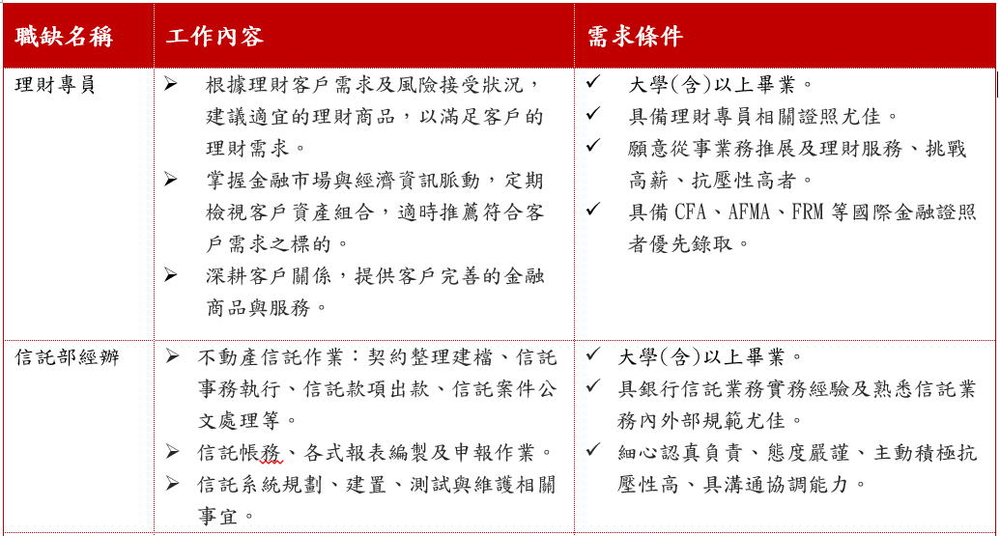 職缺名稱
工作內容
需求條件
理財專員
➢ 根據理財客戶需求及風險接受狀況，
建議適宜的理財商品，以滿足客戶的
理財需求。
➢ 掌握金融市場與經濟資訊脈動，定期
檢視客戶資產組合，適時推薦符合客
戶需求之標的。
➢ 深耕客戶關係，提供客戶完善的金融
商品與服務。
✓ 大學(含)以上畢業。
✓ 具備理財專員相關證照尤佳。
✓ 願意從事業務推展及理財服務、挑戰
高薪、抗壓性高者。
✓ 具備 CFA、AFMA、FRM 等國際金融證照
者優先錄取。
信託部經辦
➢ 不動產信託作業：契約整理建檔、信託
事務執行、信託款項出款、信託案件公
文處理等。
➢ 信託帳務、各式報表編製及申報作業。
➢ 信託系統規劃、建置、測試與維護相關
事宜。
✓ 大學(含)以上畢業。
✓ 具銀行信託業務實務經驗及熟悉信託業
務內外部規範尤佳。
✓ 細心認真負責、態度嚴謹、主動積極抗
壓性高、具溝通協調能力。